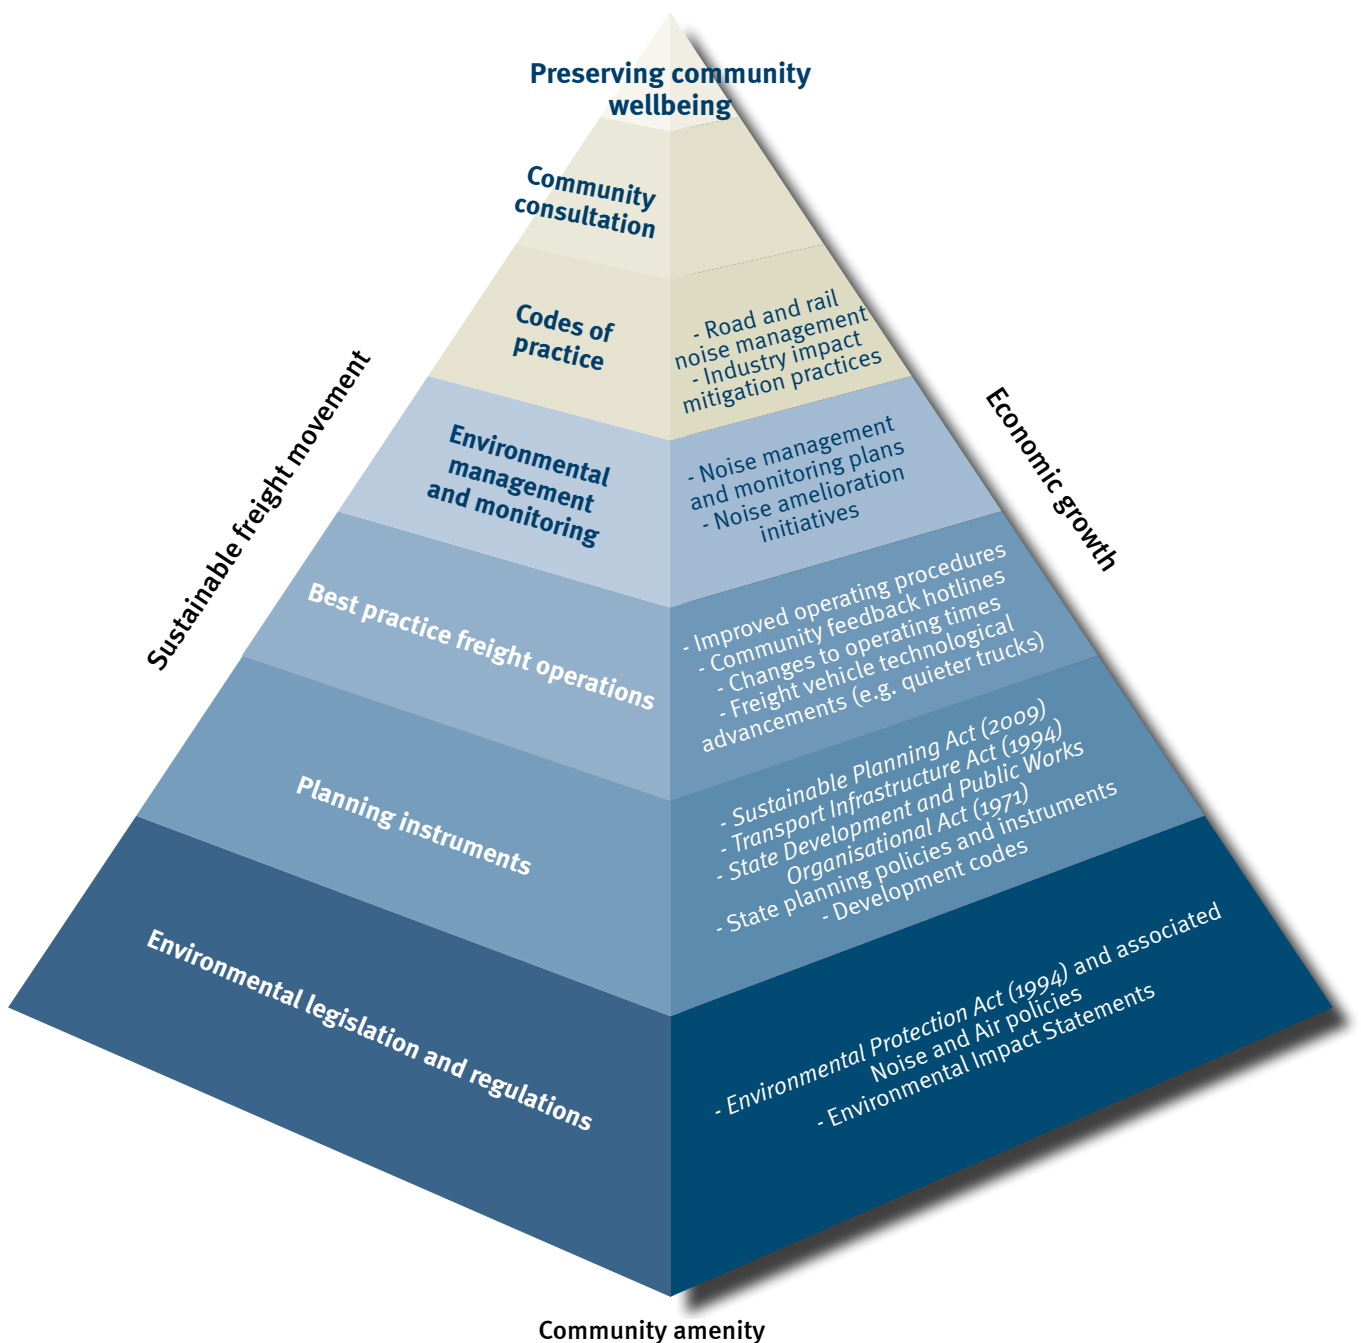 Preserving community
wellbeing
Community
consultation
Codes of
practice
- Road and rail
noise management
- Industry impact
mitigation practices
Environmental
management
and monitoring
- Noise management
and monitoring plans
- Noise amelioration
initiatives
Best practice freight operations
- Improved operating procedures
- Community feedback hotlines
- Changes to operating times
- Freight vehicle technological
advancements (e.g. quieter trucks)
Planning instruments
- Sustainable Planning Act (2009)
- Transport Infrastructure Act (1994)
- State Development and Public Works
Organisational Act (1971)
- State planning policies and instruments
- Development codes
Environmental legislation and regulations
- Environmental Protection Act (1994) and associated
Noise and Air policies
- Environmental Impact Statements
Sustainable freight movement
Economic growth
Community amenity